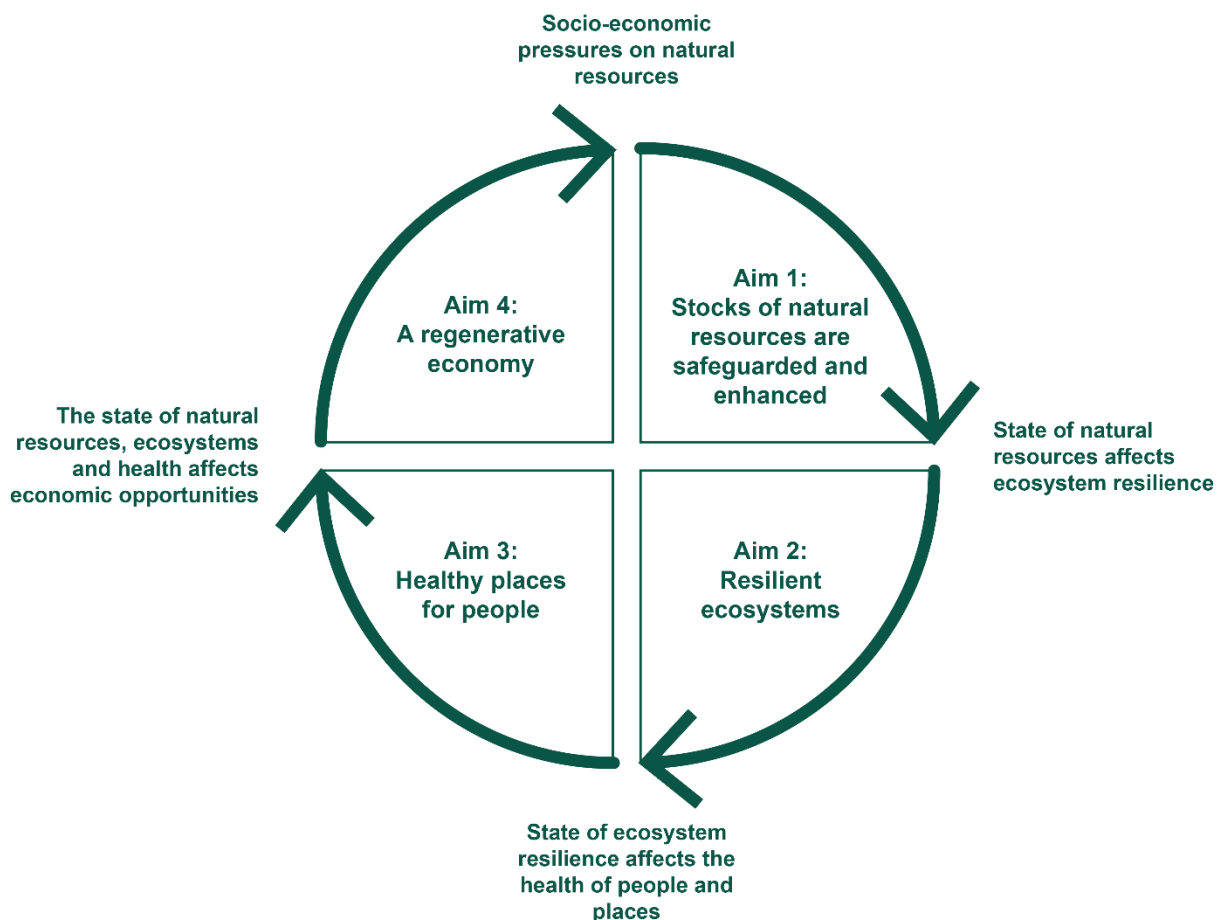 Socio-economic
pressures on natural
resources
Aim 4:
A regenerative
economy
Aim 1:
Stocks of natural
resources are
safeguarded and
enhanced
The state of natural
resources, ecosystems
and health affects
economic opportunities
State of natural
resources affects
ecosystem resilience
Aim 3:
Healthy places
for people
Aim 2:
Resilient
ecosystems
State of ecosystem
resilience affects the
health of people and
places